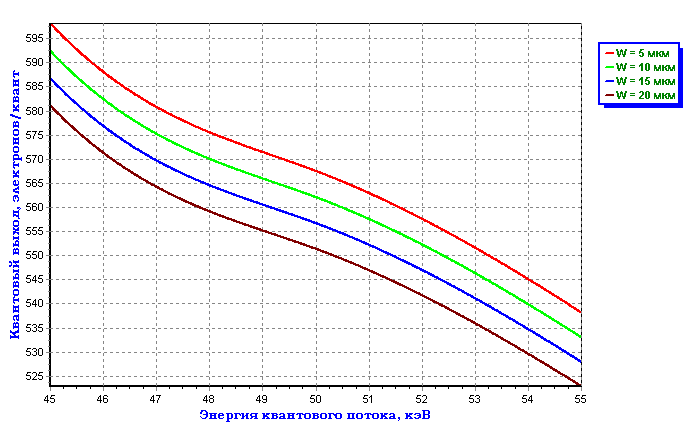 Квантовый выход, электронов/квант
595
590
585
580
575
570
565
560
555
550
545
540
535
530
525
45 46 47 48 49 50 51 52 53 54 55
Энергия квантового потока, кэВ
W = 5 мкм
W = 10 мкм
W = 15 мкм
W = 20 мкм